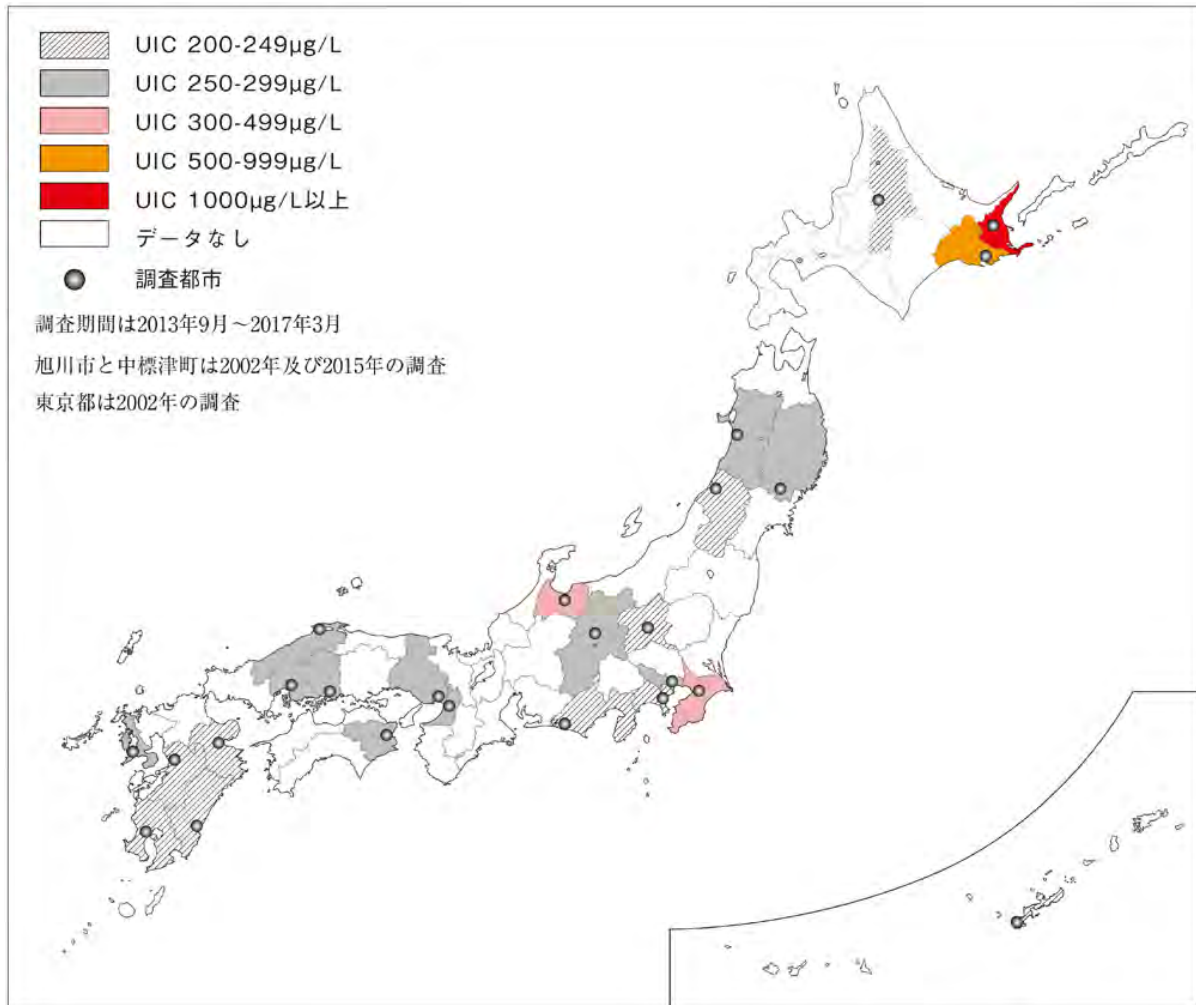 UIC 200-249μg/L
UIC 250-299μg/L
UIC 300-499μg/L
UIC 500-999μg/L
UIC 1000μg/L以上
データなし
調査都市
調査期間は2013年9月～2017年3月
旭川市と中標津町は2002年及び2015年の調査
東京都は2002年の調査